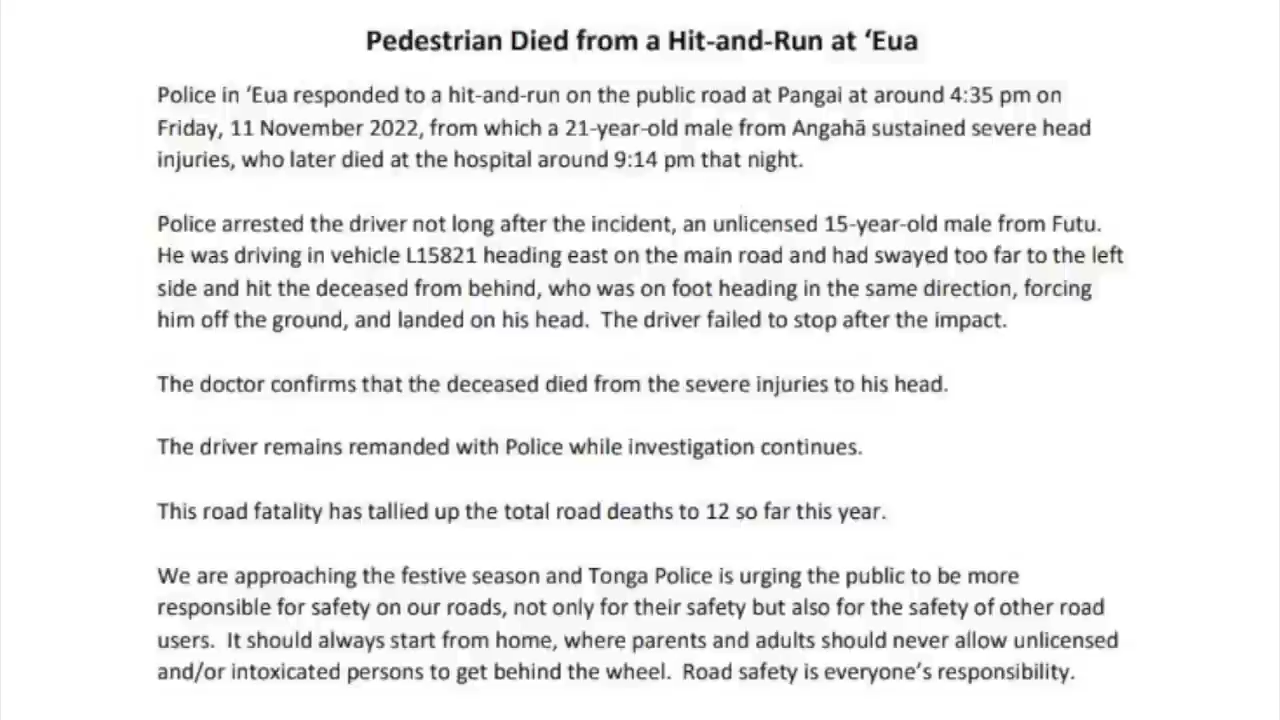 Pedestrian Died from a Hit-and-Run at ‘Eua
Police in ‘Eua responded to a hit-and-run on the public road at Pangai at around 4:35 pm on
Friday, 11 November 2022, from which a 21-year-old male from Angahā sustained severe head
injuries, who later died at the hospital around 9:14 pm that night.
Police arrested the driver not long after the incident, an unlicensed 15-year-old male from Futu.
He was driving in vehicle L15821 heading east on the main road and had swayed too far to the left
side and hit the deceased from behind, who was on foot heading in the same direction, forcing
him off the ground, and landed on his head.  The driver failed to stop after the impact.
The doctor confirms that the deceased died from the severe injuries to his head.
The driver remains remanded with Police while investigation continues.
This road fatality has tallied up the total road deaths to 12 so far this year.
We are approaching the festive season and Tonga Police is urging the public to be more
responsible for safety on our roads, not only for their safety but also for the safety of other road
users.  It should always start from home, where parents and adults should never allow unlicensed
and/or intoxicated persons to get behind the wheel.  Road safety is everyone’s responsibility.